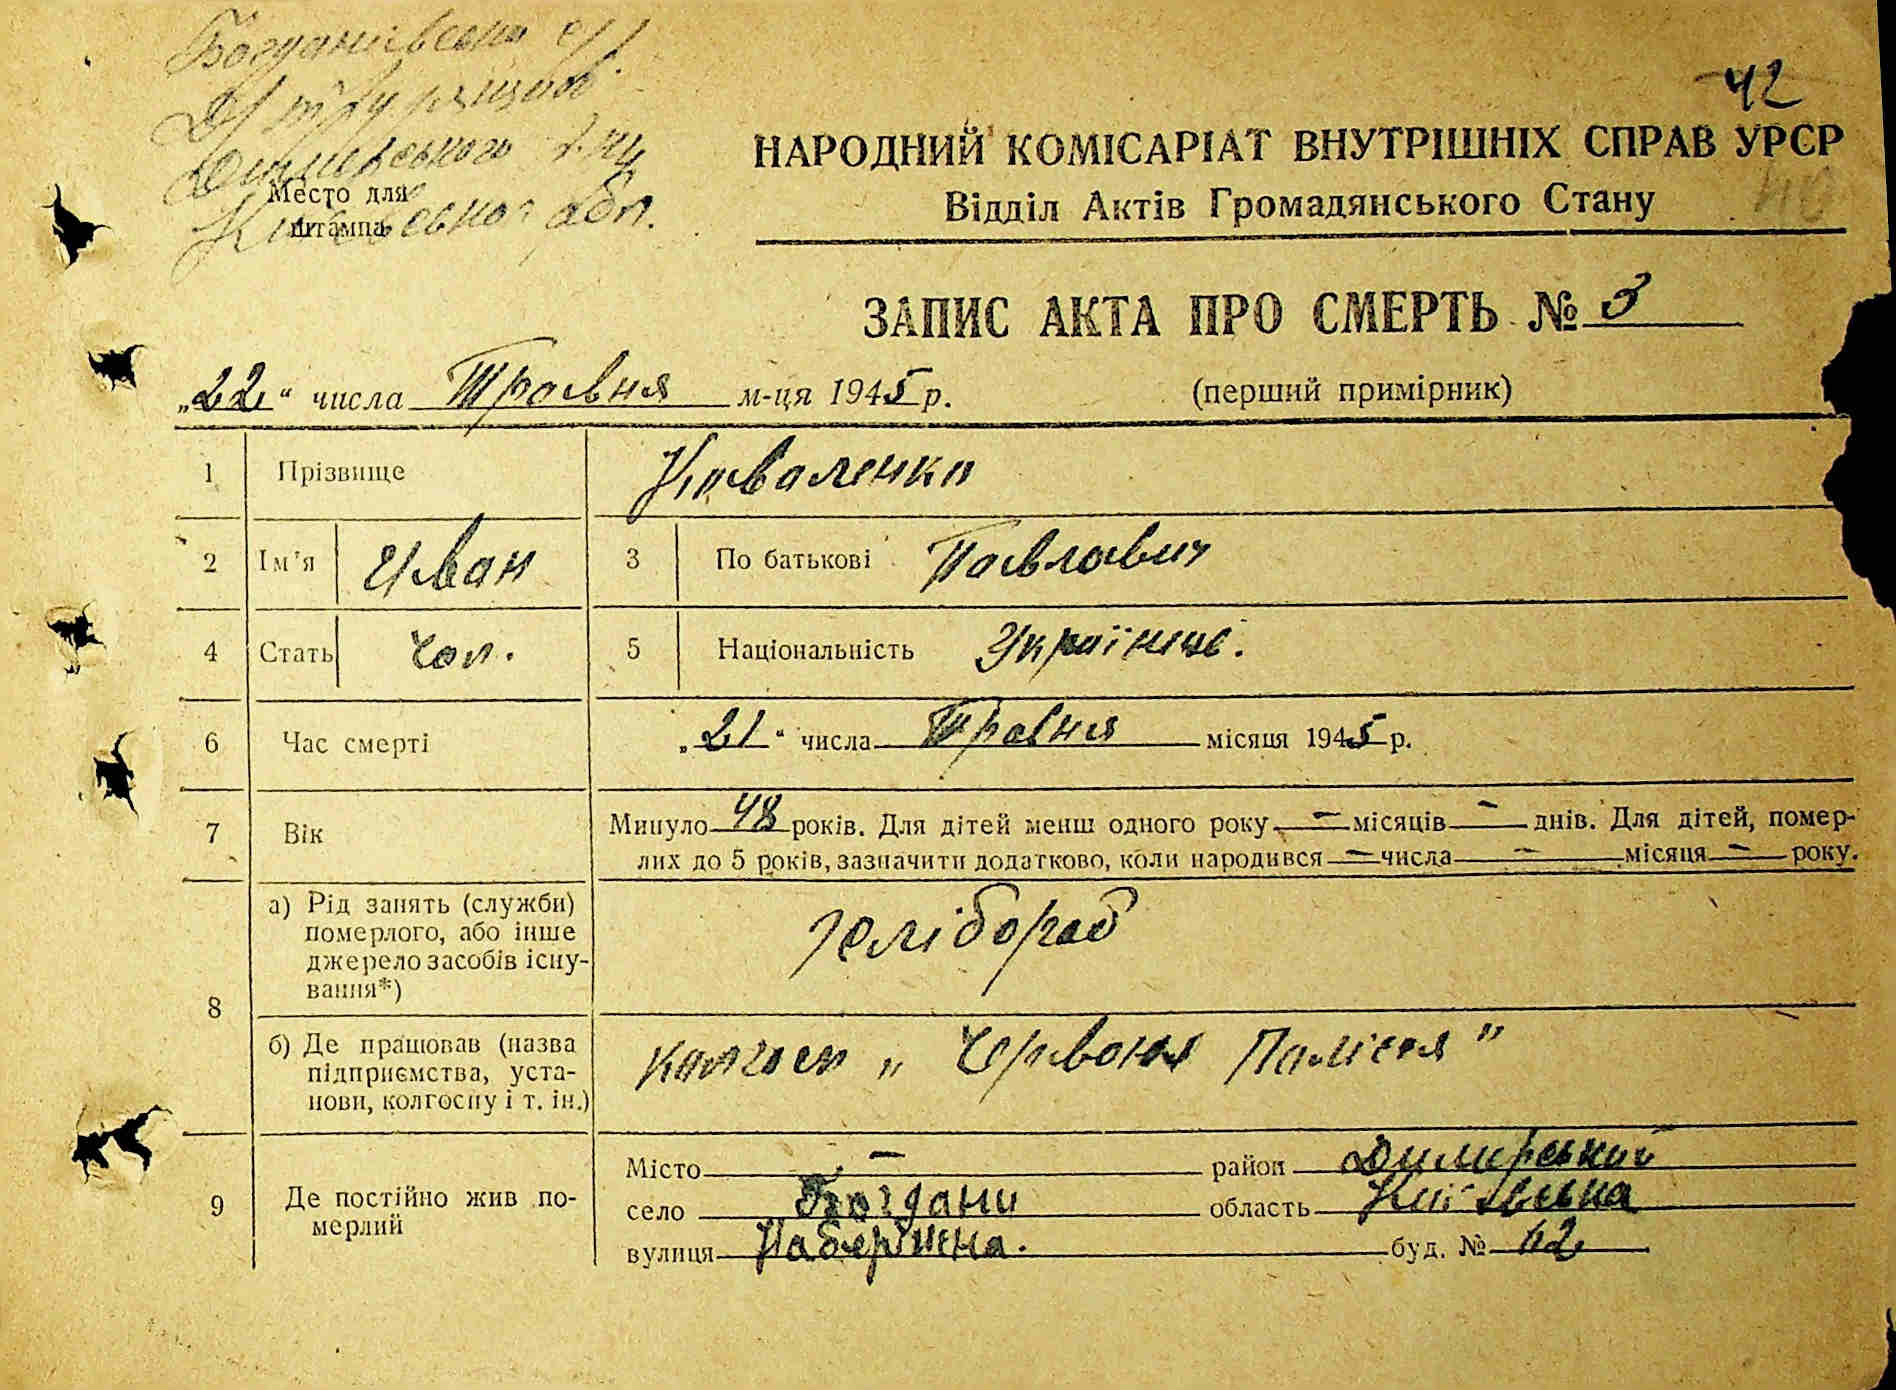 Богданівсько с/
Депутатів
Димерського р-ну
Київської обл.
Место для
штампа
42
40
НАРОДНИЙ КОМІСАРІАТ ВНУТРІШНІХ СПРАВ УРСР
Відділ Актів Громадянського Стану
ЗАПИС АКТА ПРО СМЕРТЬ № 3
„22“ числа Травня м-ця 1945 р. (перший примірник)
1 Прізвище Коваленко
2 Ім'я Иван 3 По батькові Павлович
4 Стать Чол. 5 Національність Українець.
6 Час смерті „21“ числа Травня місяця 1945 р.
7 Вік Минуло 48 років. Для дітей менш одного року — місяців — днів. Для дітей, помер-
лих до 5 років, зазначити додатково, коли народився — числа — місяця — року.
8 а) Рід занять (служби)
померлого, або інше
джерело засобів існу-
вання*)
хлібороб
б) Де працював (назва
підприємства, уста-
нови, колгоспу і т. ін.)
колгосп „Червоня Полісся"
9 Де постійно жив по-
мерлий
Місто — район Димерський
село Богдани область Київська
вулиця Набережна. буд. № 62